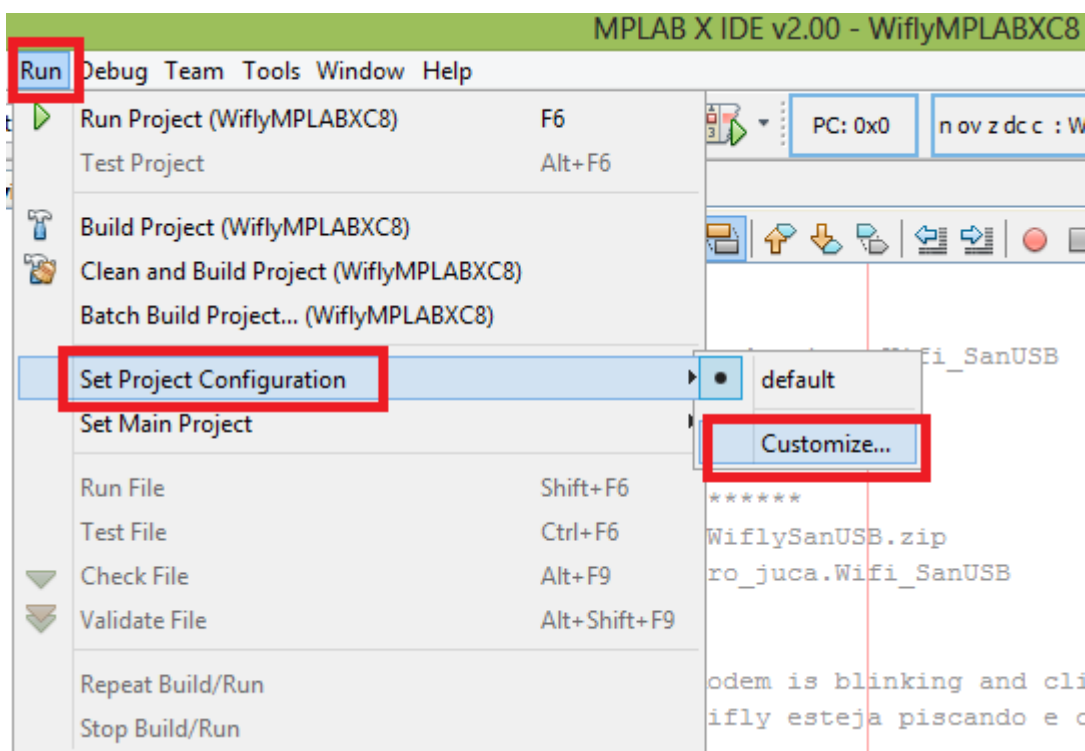 MPLAB X IDE v2.00 - WiflyMPLABXC8
Run Debug Team Tools Window Help
Run Project (WiflyMPLABXC8) F6
PC: 0x0
n ov z dc c : W
Test Project Alt+F6
Build Project (WiflyMPLABXC8)
Clean and Build Project (WiflyMPLABXC8)
Batch Build Project... (WiflyMPLABXC8)
Set Project Configuration
default
fi_SanUSB
Set Main Project
Customize...
Run File Shift+F6
******
Test File Ctrl+F6
WiflySanUSB.zip
Check File Alt+F9
ro_juca.Wifi_SanUSB
Validate File Alt+Shift+F9
Repeat Build/Run
odem is blinking and cli
Stop Build/Run
ifly esteja piscando e